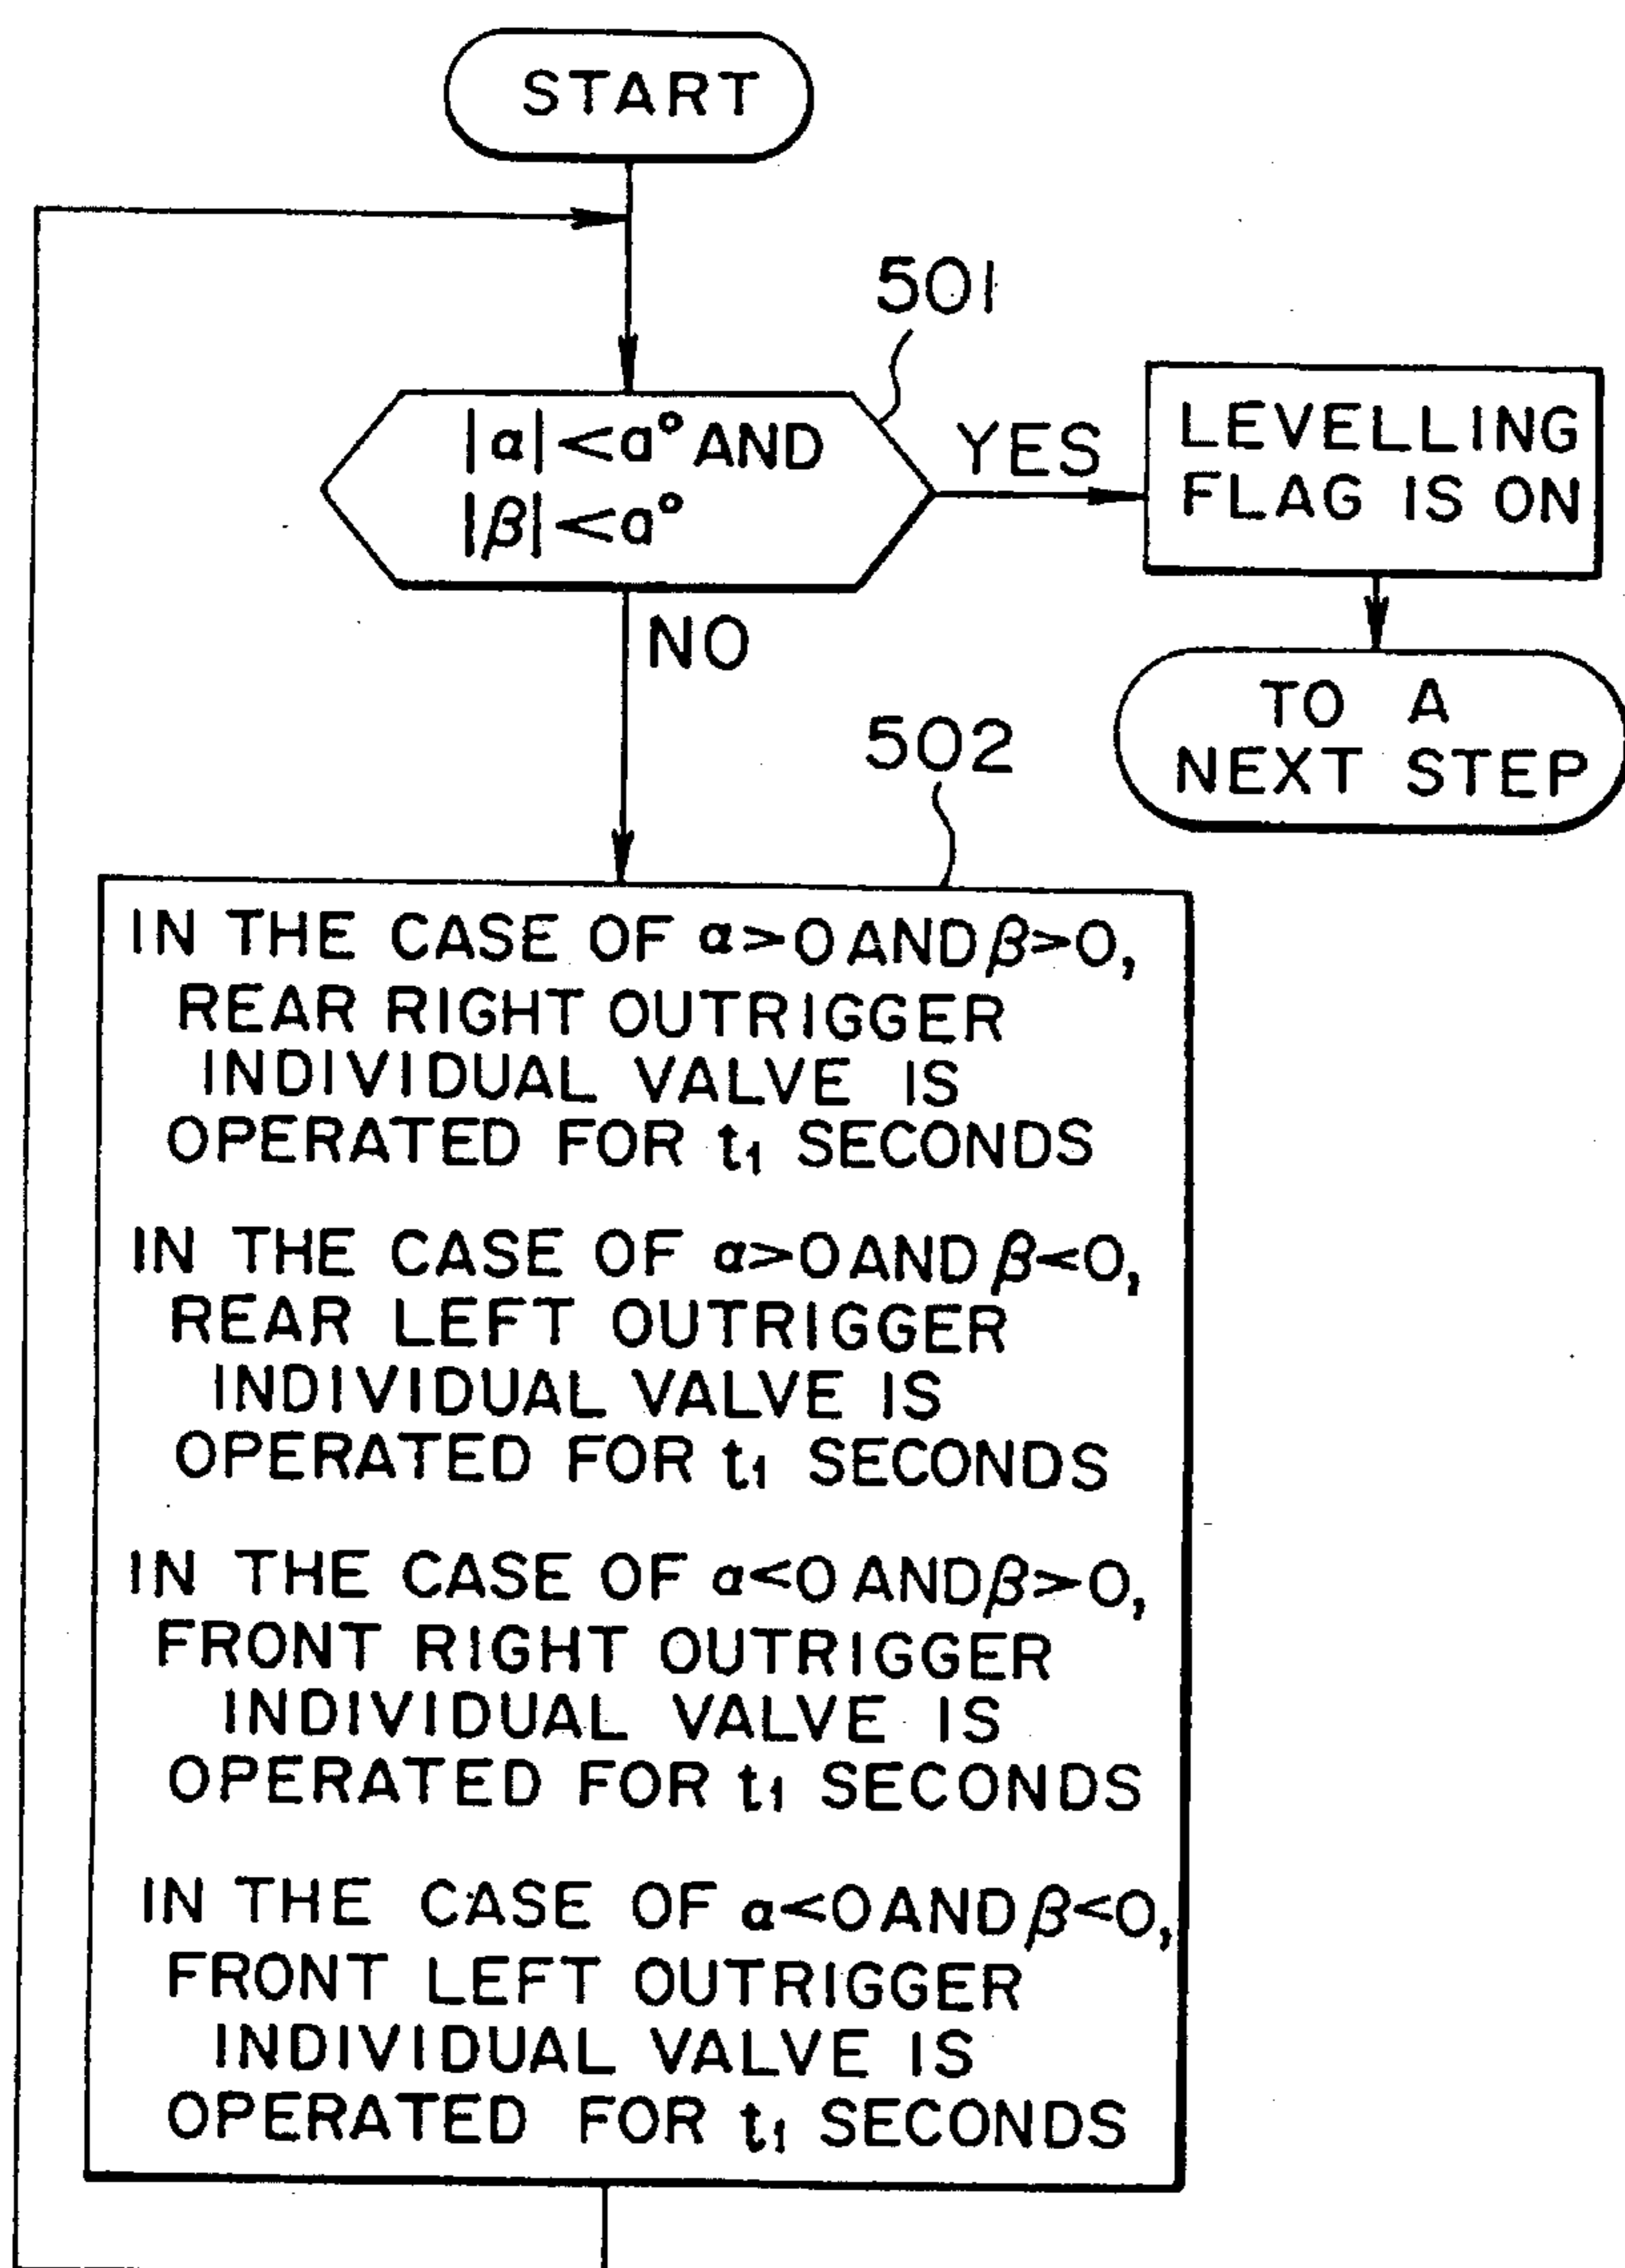 START
501
|α|<a° AND
|β|<a°
YES
LEVELLING
FLAG IS ON
NO
TO A
NEXT STEP
502
IN THE CASE OF α>0 AND β>0,
REAR RIGHT OUTRIGGER
INDIVIDUAL VALVE IS
OPERATED FOR t₁ SECONDS
IN THE CASE OF α>0 AND β<0,
REAR LEFT OUTRIGGER
INDIVIDUAL VALVE IS
OPERATED FOR t₁ SECONDS
IN THE CASE OF α<0 AND β>0,
FRONT RIGHT OUTRIGGER
INDIVIDUAL VALVE IS
OPERATED FOR t₁ SECONDS
IN THE CASE OF α<0 AND β<0,
FRONT LEFT OUTRIGGER
INDIVIDUAL VALVE IS
OPERATED FOR t₁ SECONDS